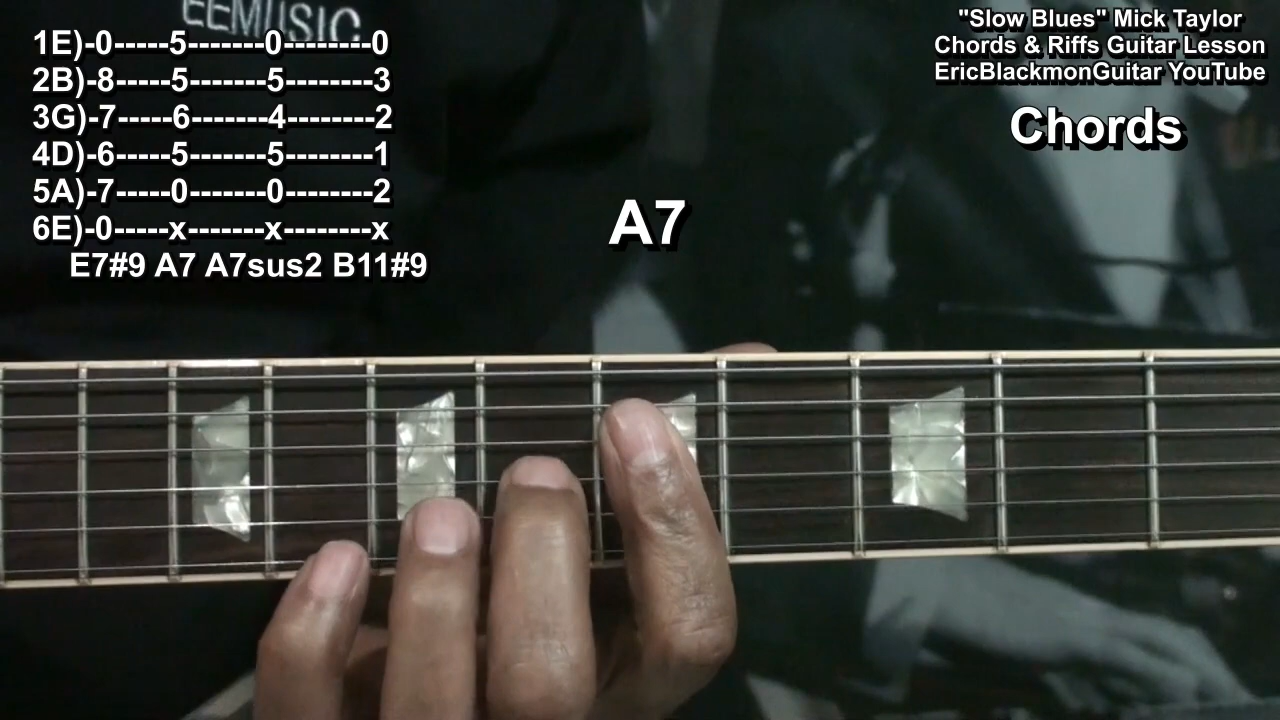 EEMUSIC
1E)-0-----5-------0--------0
2B)-8-----5-------5--------3
3G)-7-----6-------4--------2
4D)-6-----5-------5--------1
5A)-7-----0-------0--------2
6E)-0-----x-------x--------x
E7#9 A7 A7sus2 B11#9
"Slow Blues" Mick Taylor
Chords & Riffs Guitar Lesson
EricBlackmonGuitar YouTube
Chords
A7